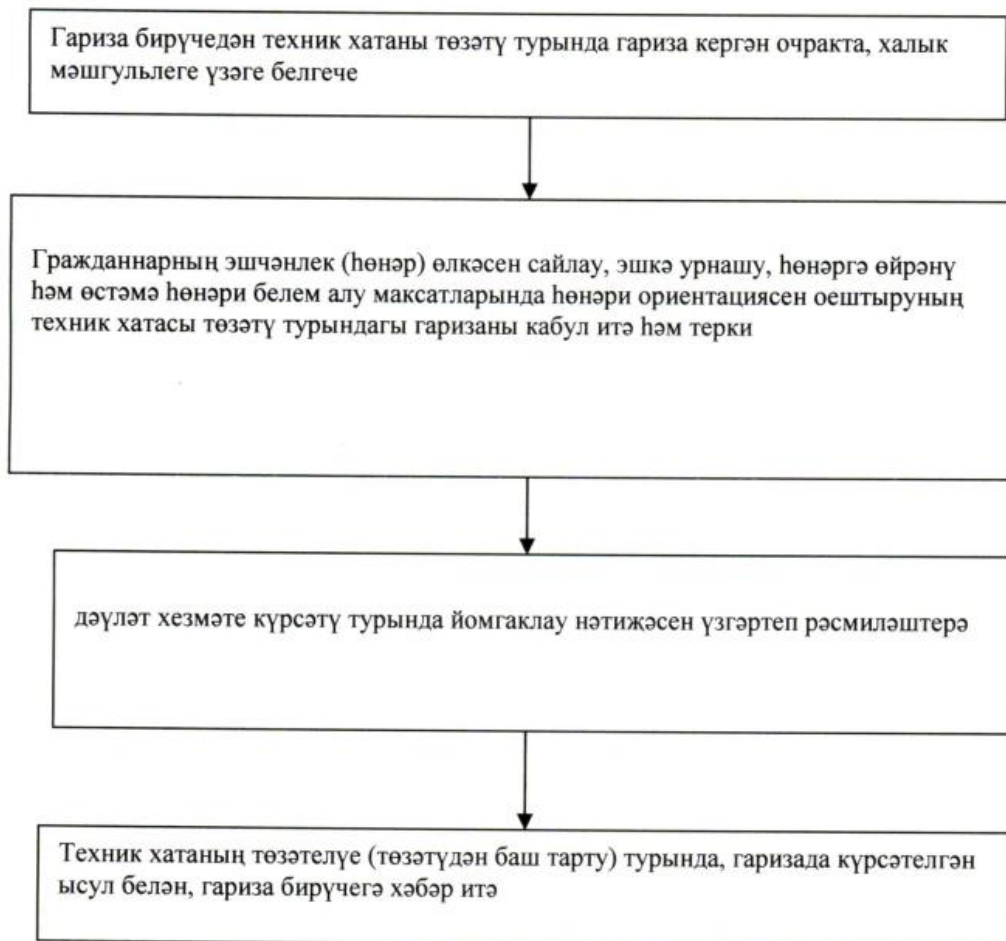 Гариза бирүчедән техник хатаны төзәтү турында гариза кергән очракта, халык
мәшгульлеге үзәге белгече
Гражданнарның эшчәнлек (һөнәр) өлкәсен сайлау, эшкә урнашу, һөнәргә өйрәнү
һәм өстәмә һөнәри белем алу максатларында һөнәри ориентациясен оештыруның
техник хатасы төзәтү турындагы гаризаны кабул итә һәм терки
дәүләт хезмәте күрсәтү турында йомгаклау нәтиҗәсен үзгәртеп рәсмиләштерә
Техник хатаның төзәтелүе (төзәтүдән баш тарту) турында, гаризада күрсәтелгән
ысул белән, гариза бирүчегә хәбәр итә